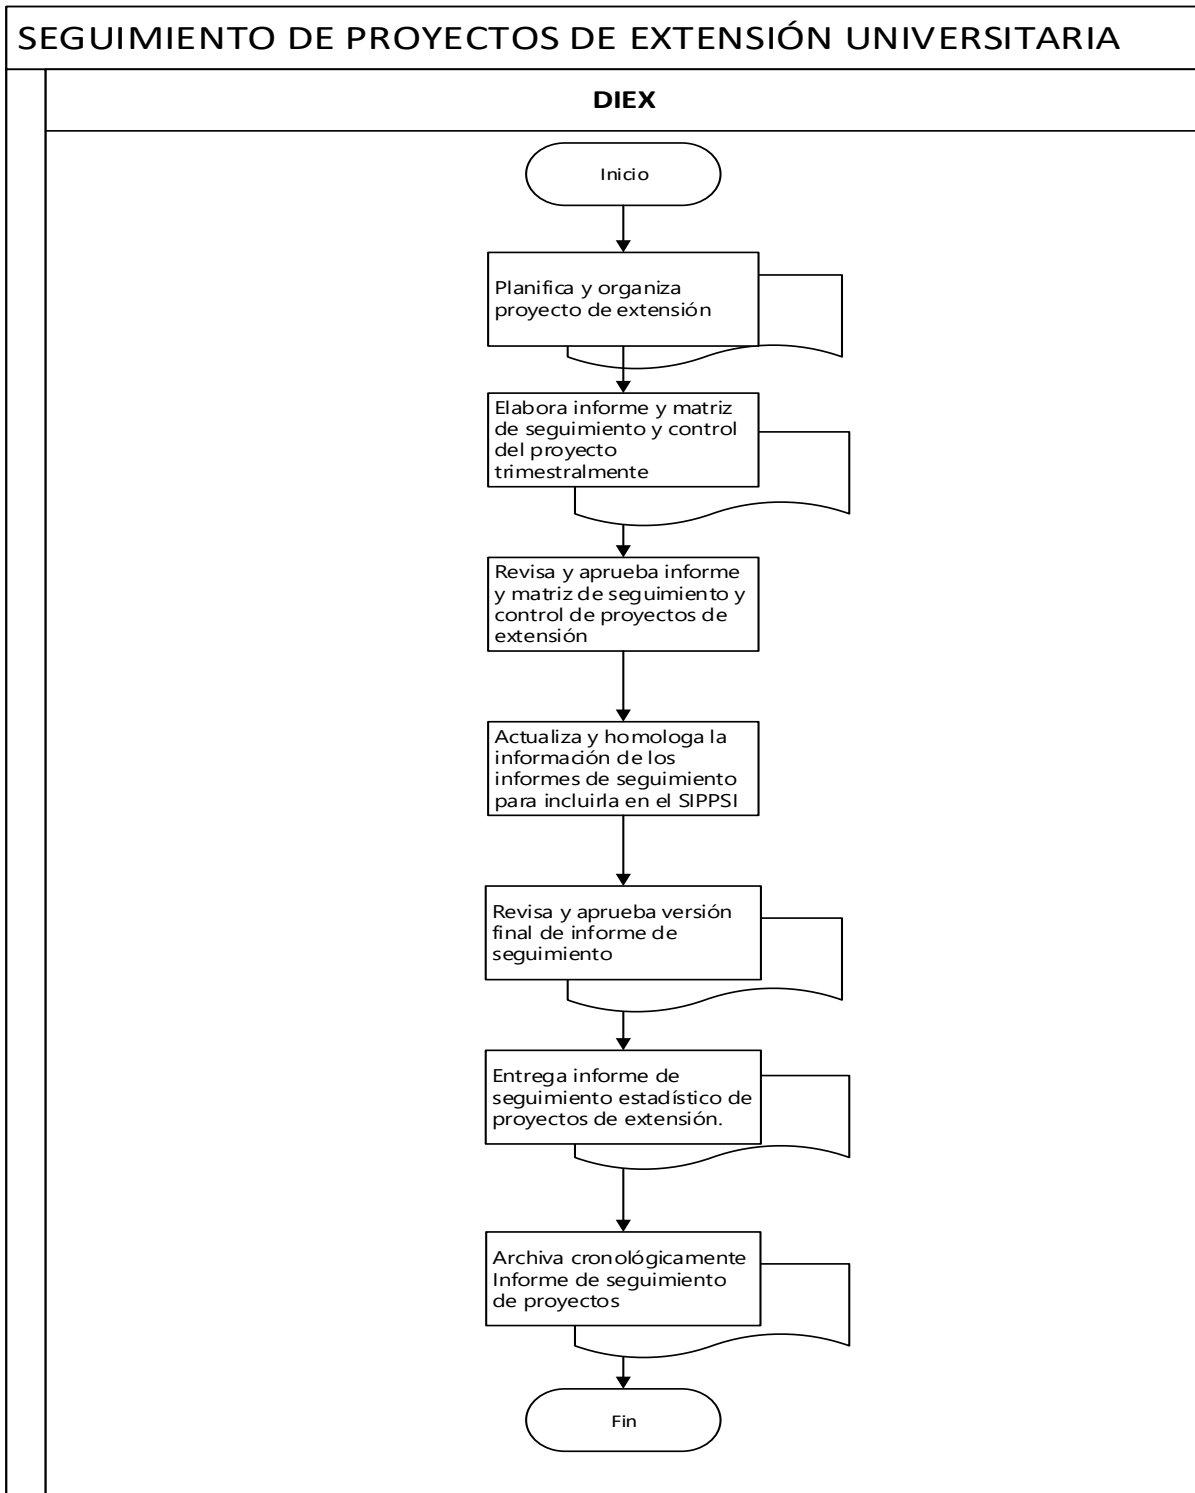 SEGUIMIENTO DE PROYECTOS DE EXTENSIÓN UNIVERSITARIA
DIEX
Inicio
Planifica y organiza
proyecto de extensión
Elabora informe y matriz
de seguimiento y control
del proyecto
trimestralmente
Revisa y aprueba informe
y matriz de seguimiento y
control de proyectos de
extensión
Actualiza y homologa la
información de los
informes de seguimiento
para incluirla en el SIPPSI
Revisa y aprueba versión
final de informe de
seguimiento
Entrega informe de
seguimiento estadístico de
proyectos de extensión.
Archiva cronológicamente
Informe de seguimiento
de proyectos
Fin